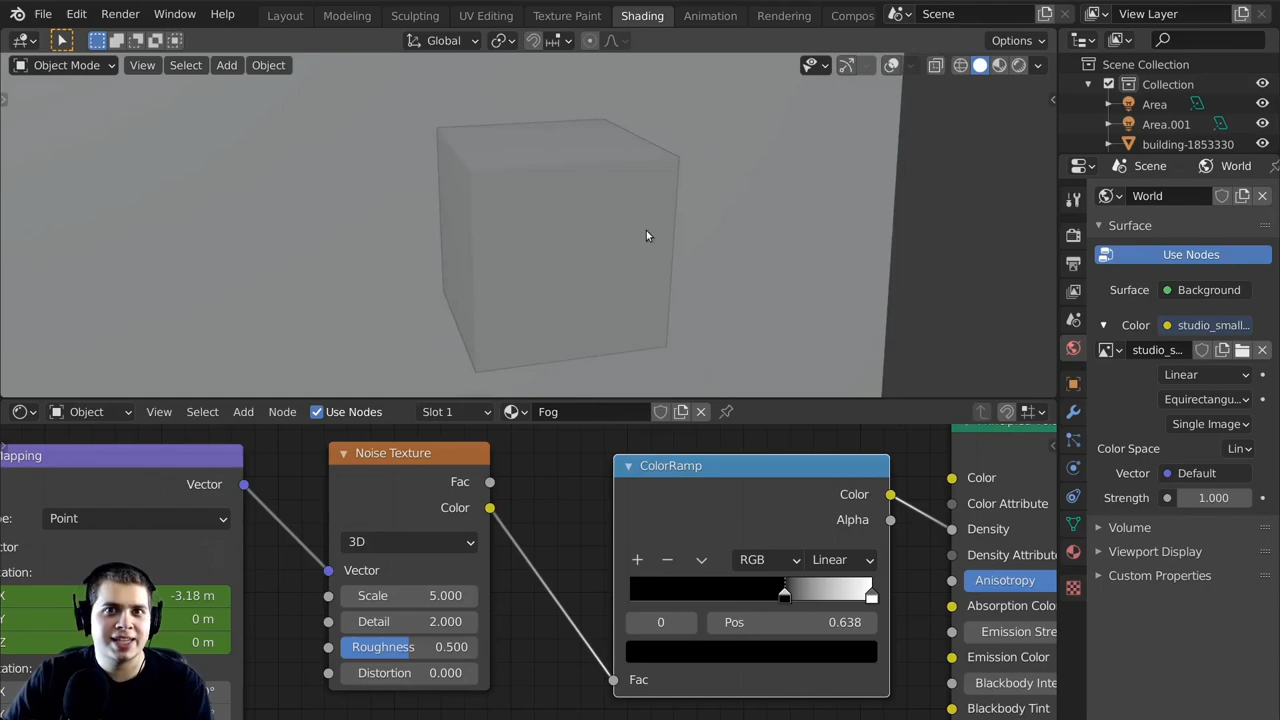 File Edit Render Window Help Layout Modeling Sculpting UV Editing Texture Paint Shading Animation Rendering Compos Scene View Layer
Global Options
Object Mode View Select Add Object
Scene Collection
Collection
Area
Area.001
building-1853330
Scene World
World
Surface
Use Nodes
Surface Background
Color studio_small...
studio_s...
Linear
Equirectangu...
Single Image
Color Space Lin
Vector Default
Strength 1.000
Volume
Viewport Display
Custom Properties
Object View Select Add Node Use Nodes Slot 1 Fog
Mapping
Vector
Point
X -3.18 m
0 m
Z 0 m
Noise Texture
Fac
Color
3D
Vector
Scale 5.000
Detail 2.000
Roughness 0.500
Distortion 0.000
ColorRamp
Color
Alpha
RGB Linear
0 Pos 0.638
Fac
Color
Color Attribute
Density
Density Attribute
Anisotropy
Absorption Colo
Emission Stre
Emission Color
Blackbody Inte
Blackbody Tint